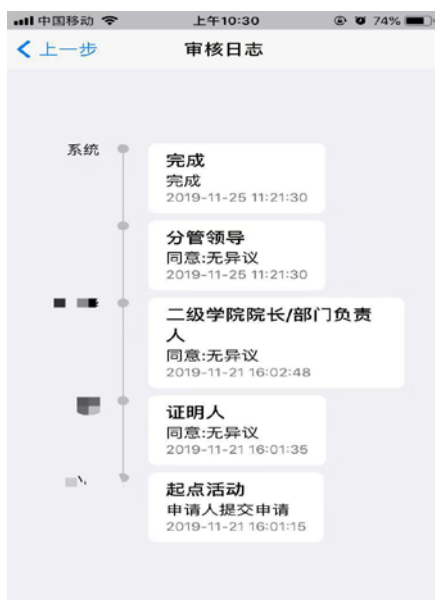 中国移动 上午10:30 74%
上一步 审核日志
系统
完成
完成
2019-11-25 11:21:30
分管领导
同意:无异议
2019-11-25 11:21:30
二级学院院长/部门负责
人
同意:无异议
2019-11-21 16:02:48
证明人
同意:无异议
2019-11-21 16:01:35
起点活动
申请人提交申请
2019-11-21 16:01:15